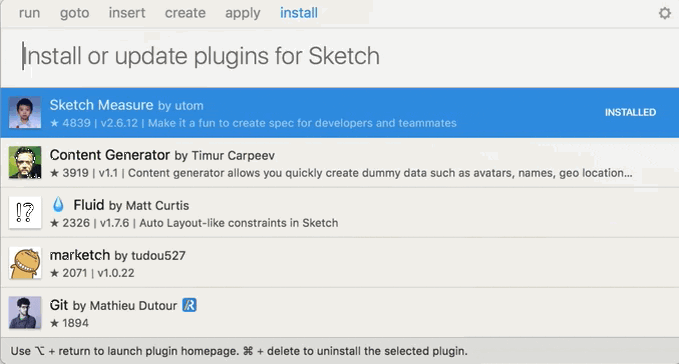 run goto insert create apply install
Install or update plugins for Sketch
Sketch Measure by utom
★ 4839 | v2.6.12 | Make it a fun to create spec for developers and teammates
INSTALLED
Content Generator by Timur Carpeev
★ 3919 | v1.1 | Content generator allows you quickly create dummy data such as avatars, names, geo location...
!?
💧 Fluid by Matt Curtis
★ 2326 | v1.7.6 | Auto Layout-like constraints in Sketch
marketch by tudou527
★ 2071 | v1.0.22
Git by Mathieu Dutour
★ 1894
Use ⌥ + return to launch plugin homepage. ⌘ + delete to uninstall the selected plugin.